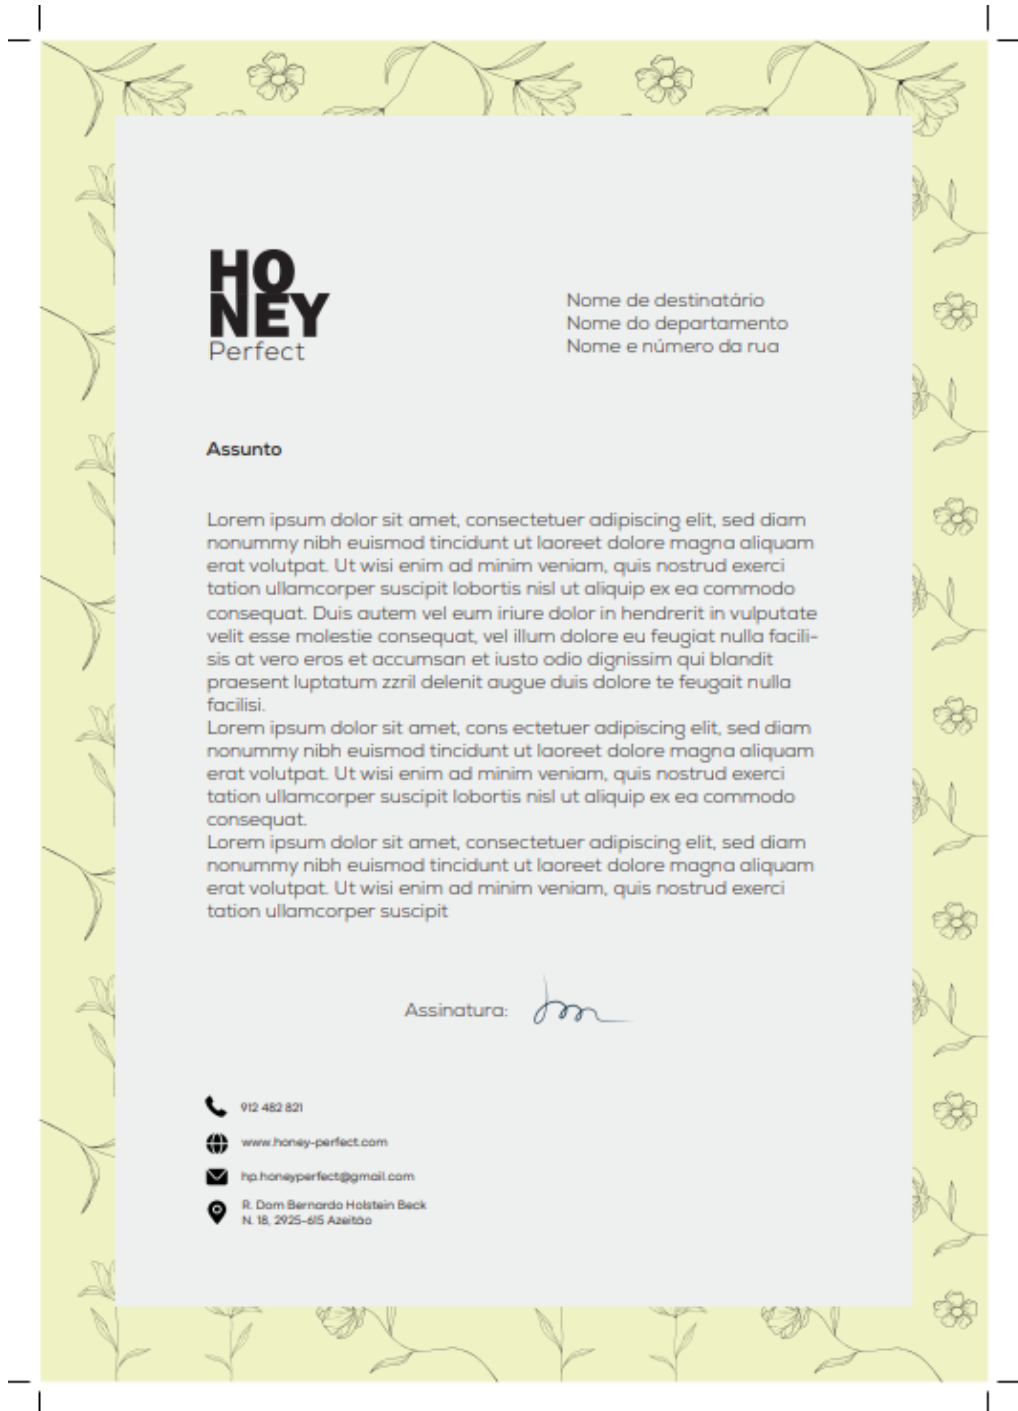 HO
NEY
Perfect
Nome de destinatário
Nome do departamento
Nome e número da rua
Assunto
Lorem ipsum dolor sit amet, consectetuer adipiscing elit, sed diam
nonummy nibh euismod tincidunt ut laoreet dolore magna aliquam
erat volutpat. Ut wisi enim ad minim veniam, quis nostrud exerci
tation ullamcorper suscipit lobortis nisl ut aliquip ex ea commodo
consequat. Duis autem vel eum iriure dolor in hendrerit in vulputate
velit esse molestie consequat, vel illum dolore eu feugiat nulla facili-
sis at vero eros et accumsan et iusto odio dignissim qui blandit
praesent luptatum zzril delenit augue duis dolore te feugait nulla
facilisi.
Lorem ipsum dolor sit amet, cons ectetuer adipiscing elit, sed diam
nonummy nibh euismod tincidunt ut laoreet dolore magna aliquam
erat volutpat. Ut wisi enim ad minim veniam, quis nostrud exerci
tation ullamcorper suscipit lobortis nisl ut aliquip ex ea commodo
consequat.
Lorem ipsum dolor sit amet, consectetuer adipiscing elit, sed diam
nonummy nibh euismod tincidunt ut laoreet dolore magna aliquam
erat volutpat. Ut wisi enim ad minim veniam, quis nostrud exerci
tation ullamcorper suscipit
Assinatura:
912 482 821
www.honey-perfect.com
hp.honeyperfect@gmail.com
R. Dom Bernardo Holstein Beck
N. 18, 2925-615 Azeitão